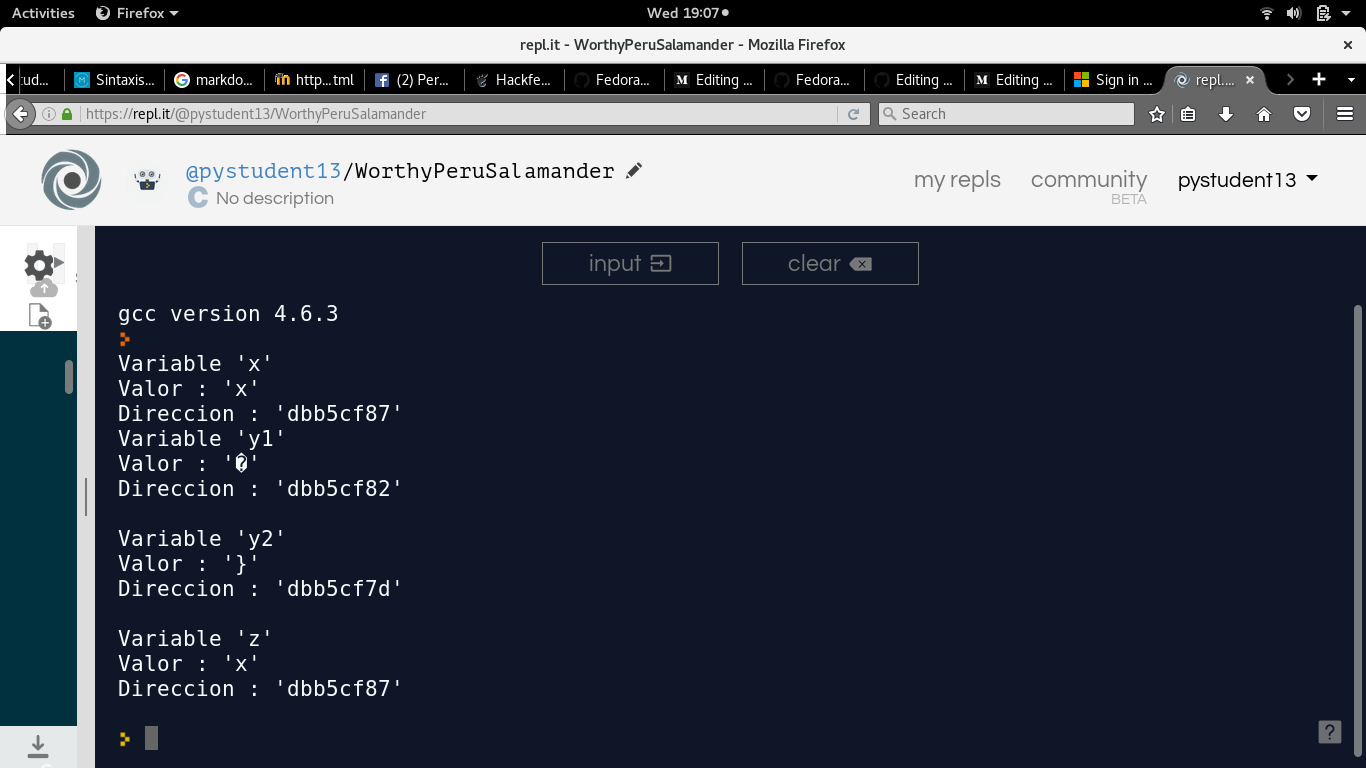 Activities Firefox Wed 19:07
repl.it - WorthyPeruSalamander - Mozilla Firefox
:ud... Sintaxis... markdo... http...tml (2) Per... Hackfe... Fedora... Editing ... Fedora... Editing ... Editing ... Sign in ... repl....
https://repl.it/@pystudent13/WorthyPeruSalamander Search
@pystudent13/WorthyPeruSalamander
C No description
my repls community BETA pystudent13
input clear
gcc version 4.6.3
Variable 'x'
Valor : 'x'
Direccion : 'dbb5cf87'
Variable 'y1'
Valor : '�'
Direccion : 'dbb5cf82'
Variable 'y2'
Valor : '}'
Direccion : 'dbb5cf7d'
Variable 'z'
Valor : 'x'
Direccion : 'dbb5cf87'
?